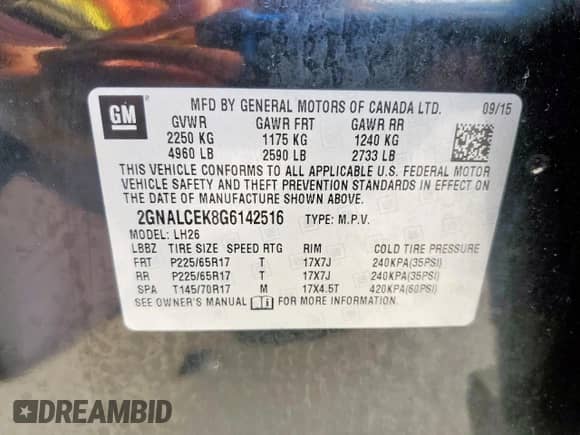 GM ® MFD BY GENERAL MOTORS OF CANADA LTD. 09/15
GVWR GAWR FRT GAWR RR
2250 KG 1175 KG 1240 KG
4960 LB 2590 LB 2733 LB
THIS VEHICLE CONFORMS TO ALL APPLICABLE U.S. FEDERAL MOTOR
VEHICLE SAFETY AND THEFT PREVENTION STANDARDS IN EFFECT ON
THE DATE OF MANUFACTURE SHOWN ABOVE.
2GNALCEK8G6142516 TYPE: M.P.V.
MODEL: LH26
LBBZ TIRE SIZE SPEED RTG RIM COLD TIRE PRESSURE
FRT P225/65R17 T 17X7J 240KPA(35PSI)
RR P225/65R17 T 17X7J 240KPA(35PSI)
SPA T145/70R17 M 17X4.5T 420KPA(60PSI)
SEE OWNER'S MANUAL FOR MORE INFORMATION.
DREAMBID